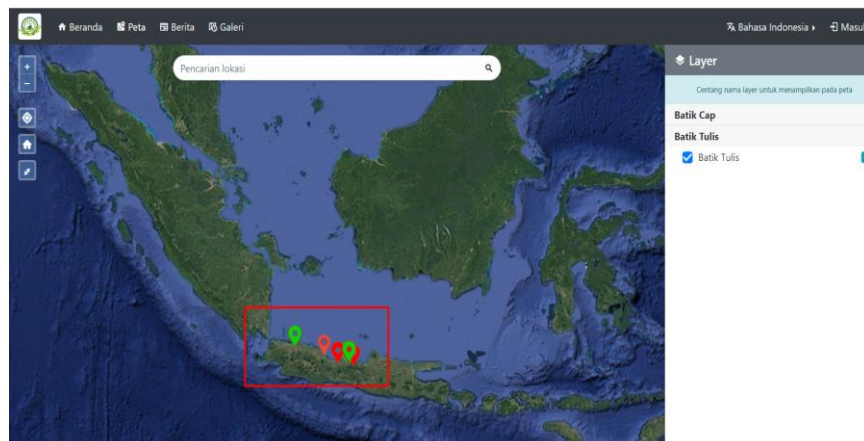 Beranda Peta Berita Galeri Bahasa Indonesia Masuk
Pencarian lokasi
Layer
Centang nama layer untuk menampilkan pada peta
Batik Cap
Batik Tulis
Batik Tulis